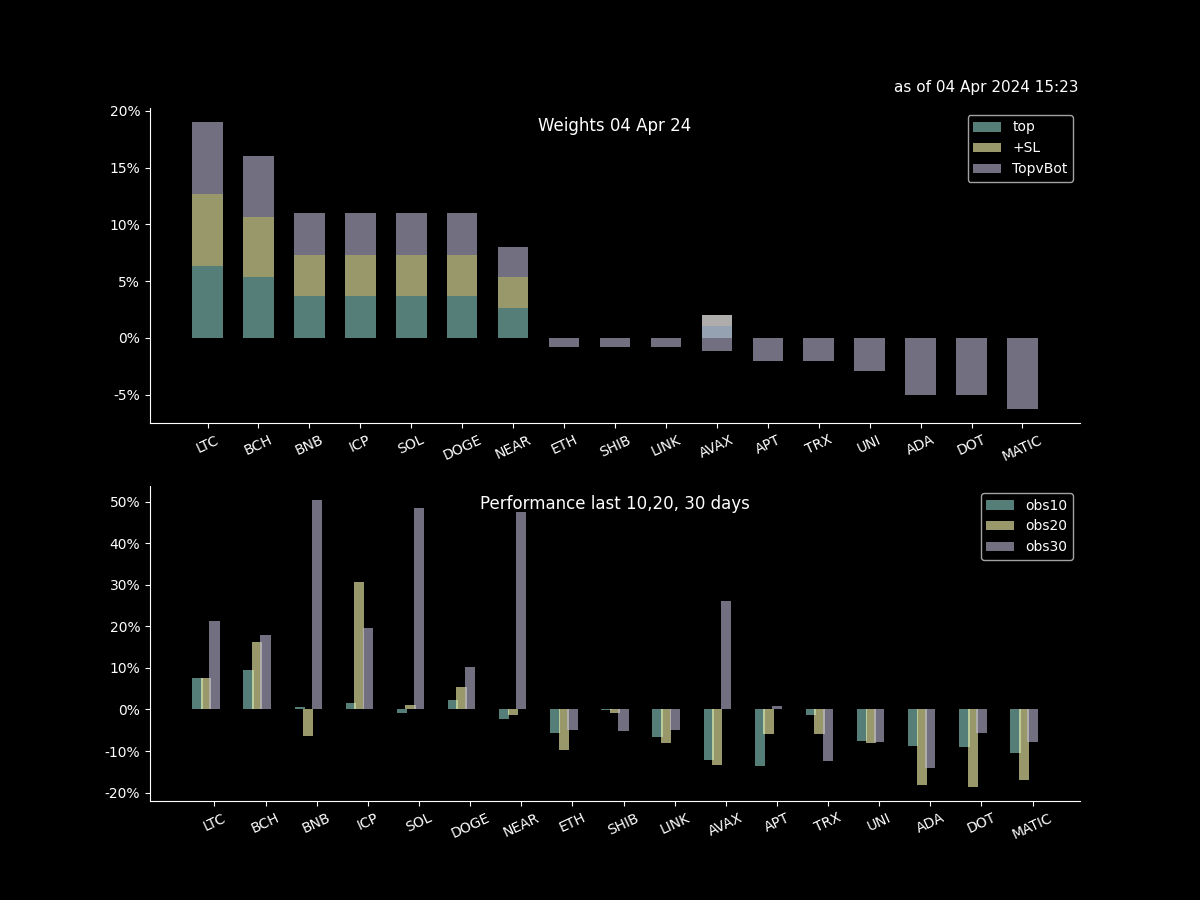 as of 04 Apr 2024 15:23
Weights 04 Apr 24
top
+SL
TopvBot
20%
15%
10%
5%
0%
-5%
LTC BCH BNB ICP SOL DOGE NEAR ETH SHIB LINK AVAX APT TRX UNI ADA DOT MATIC
Performance last 10,20, 30 days
obs10
obs20
obs30
50%
40%
30%
20%
10%
0%
-10%
-20%
LTC BCH BNB ICP SOL DOGE NEAR ETH SHIB LINK AVAX APT TRX UNI ADA DOT MATIC